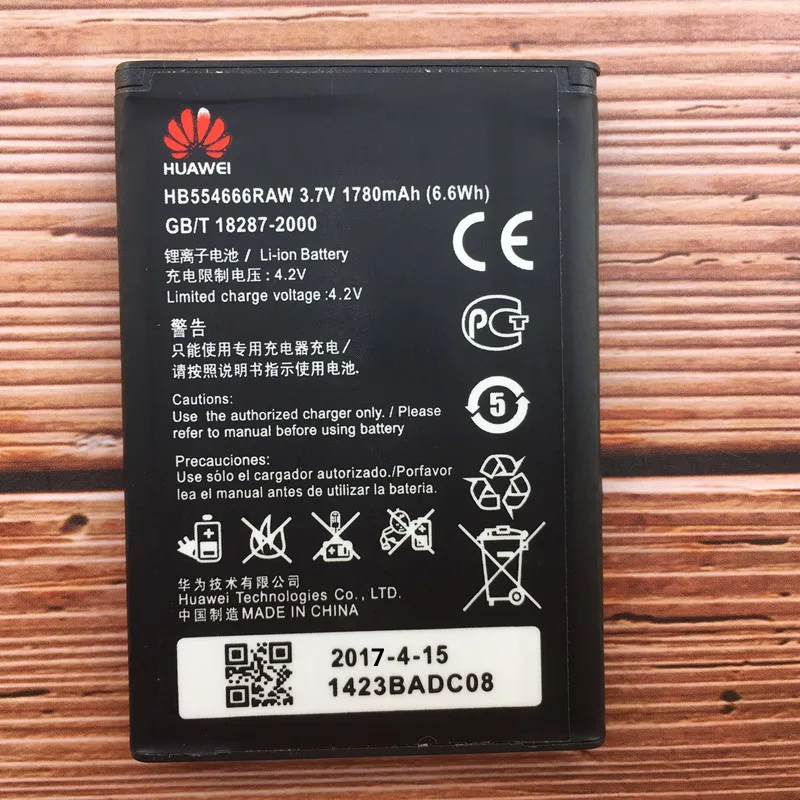 HUAWEI
HB554666RAW 3.7V 1780mAh (6.6Wh)
GB/T 18287-2000
锂离子电池 / Li-ion Battery
充电限制电压: 4.2V
Limited charge voltage :4.2V
CE
PCT
警告
只能使用专用充电器充电/
请按照说明书指示使用电池.
5
Cautions:
Use the authorized charger only. / Please
refer to manual before using battery
Precaución:
Use sólo el cargador autorizado./Porfavor
lea el manual antes de utilizar la bateria.
华为技术有限公司
Huawei Technologies Co., LTD.
中国制造 MADE IN CHINA
2017-4-15
1423BADC08